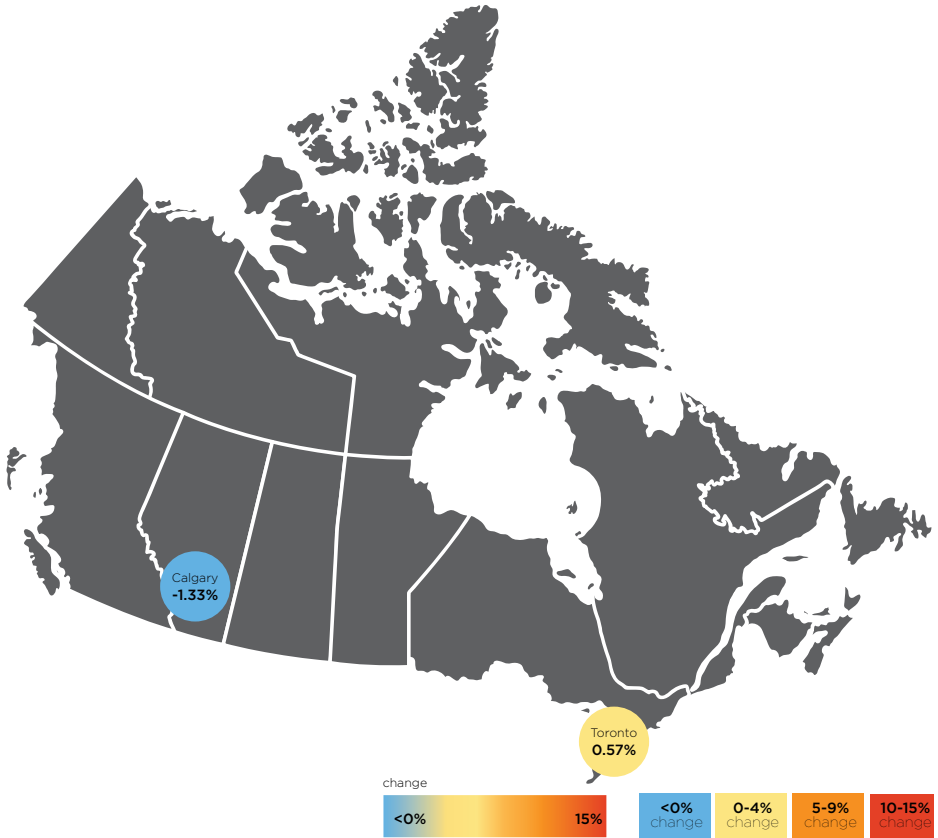 Calgary
-1.33%
Toronto
0.57%
change
<0%
15%
<0%
change
0-4%
change
5-9%
change
10-15%
change